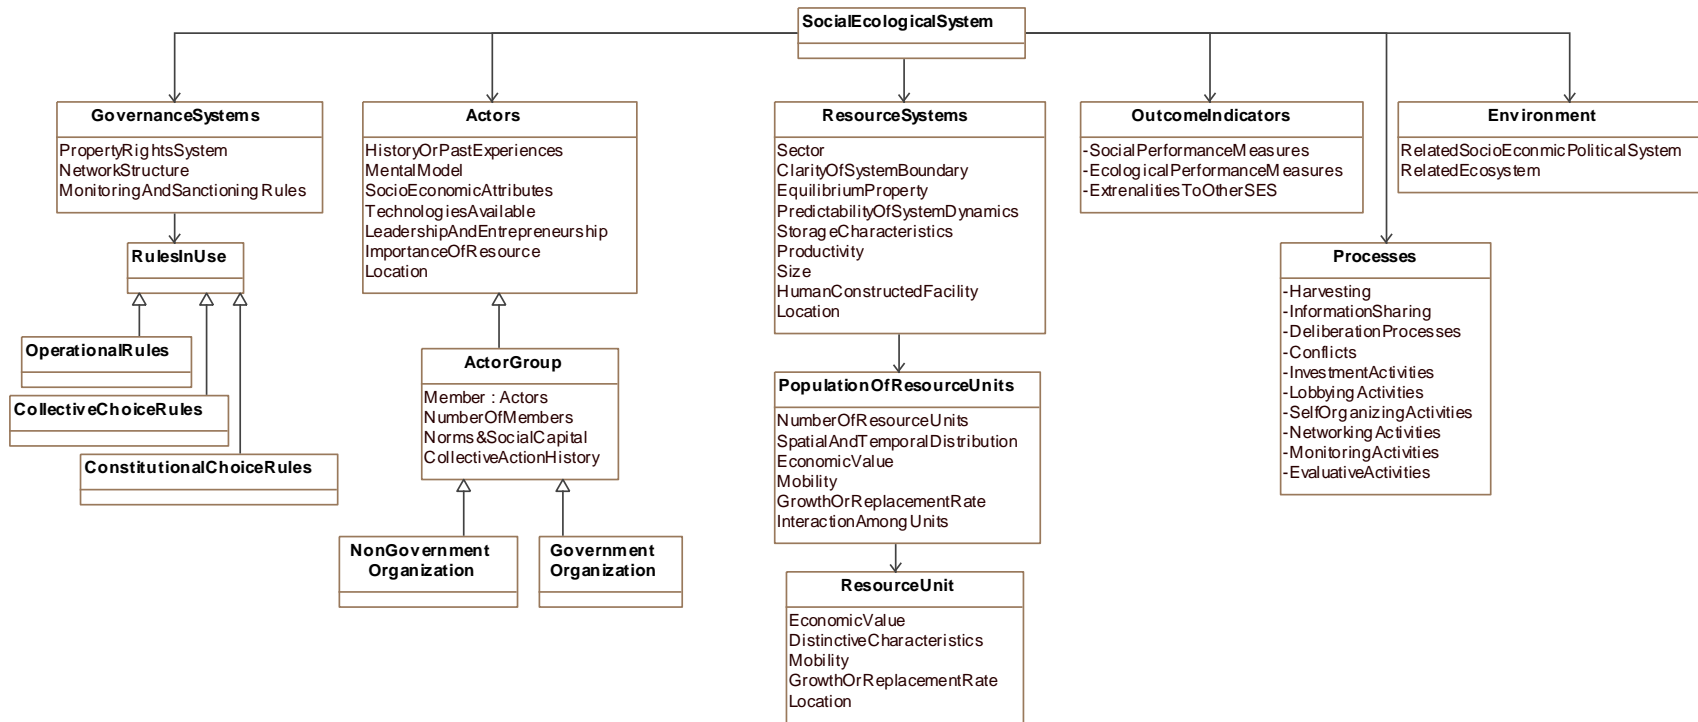 SocialEcologicalSystem
GovernanceSystems
PropertyRightsSystem
NetworkStructure
MonitoringAndSanctioningRules
RulesInUse
OperationalRules
CollectiveChoiceRules
ConstitutionalChoiceRules
Actors
HistoryOrPastExperiences
MentalModel
SocioEconomicAttributes
TechnologiesAvailable
LeadershipAndEntrepreneurship
ImportanceOfResource
Location
ActorGroup
Member : Actors
NumberOfMembers
Norms&SocialCapital
CollectiveActionHistory
NonGovernment
Organization
Government
Organization
ResourceSystems
Sector
ClarityOfSystemBoundary
EquilibriumProperty
PredictabilityOfSystemDynamics
StorageCharacteristics
Productivity
Size
HumanConstructedFacility
Location
PopulationOfResourceUnits
NumberOfResourceUnits
SpatialAndTemporalDistribution
EconomicValue
Mobility
GrowthOrReplacementRate
InteractionAmongUnits
ResourceUnit
EconomicValue
DistinctiveCharacteristics
Mobility
GrowthOrReplacementRate
Location
OutcomeIndicators
-SocialPerformanceMeasures
-EcologicalPerformanceMeasures
-ExtrenalitiesToOtherSES
Environment
RelatedSocioEconmicPoliticalSystem
RelatedEcosystem
Processes
-Harvesting
-InformationSharing
-DeliberationProcesses
-Conflicts
-InvestmentActivities
-LobbyingActivities
-SelfOrganizingActivities
-NetworkingActivities
-MonitoringActivities
-EvaluativeActivities